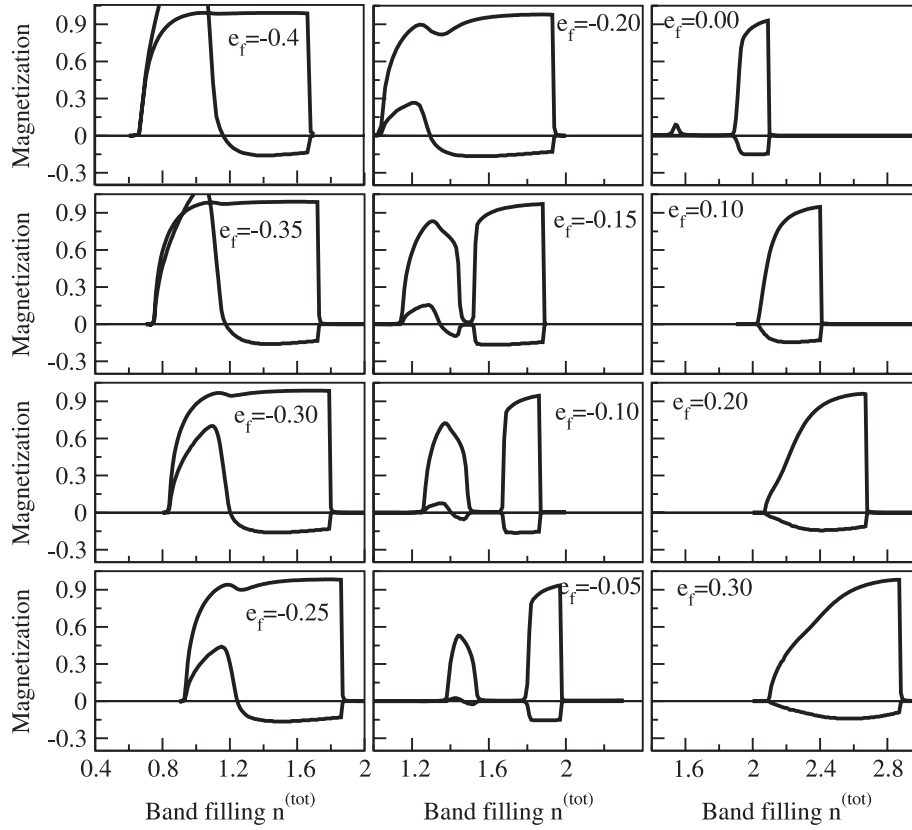 Magnetization 0.9 0.6 0.3 0 -0.3 e_f=-0.4 e_f=-0.20 e_f=0.00
Magnetization 0.9 0.6 0.3 0 -0.3 e_f=-0.35 e_f=-0.15 e_f=0.10
Magnetization 0.9 0.6 0.3 0 -0.3 e_f=-0.30 e_f=-0.10 e_f=0.20
Magnetization 0.9 0.6 0.3 0 -0.3 e_f=-0.25 e_f=-0.05 e_f=0.30
0.4 0.8 1.2 1.6 2 1.2 1.6 2 1.6 2 2.4 2.8
Band filling n^(tot) Band filling n^(tot) Band filling n^(tot)